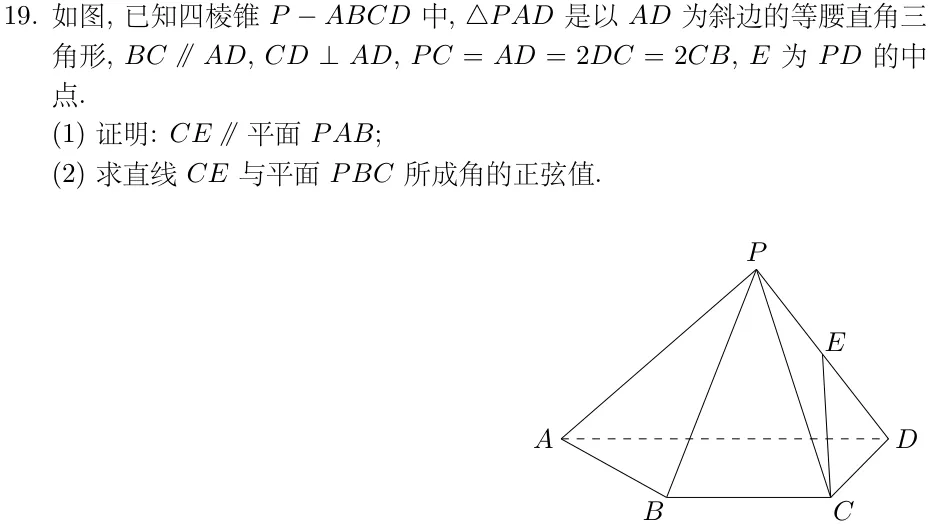 19. 如图, 已知四棱锥 P − ABCD 中, △PAD 是以 AD 为斜边的等腰直角三
角形, BC ∥ AD, CD ⊥ AD, PC = AD = 2DC = 2CB, E 为 PD 的中
点.
(1) 证明: CE ∥ 平面 PAB;
(2) 求直线 CE 与平面 PBC 所成角的正弦值.
P
E
A
D
B
C